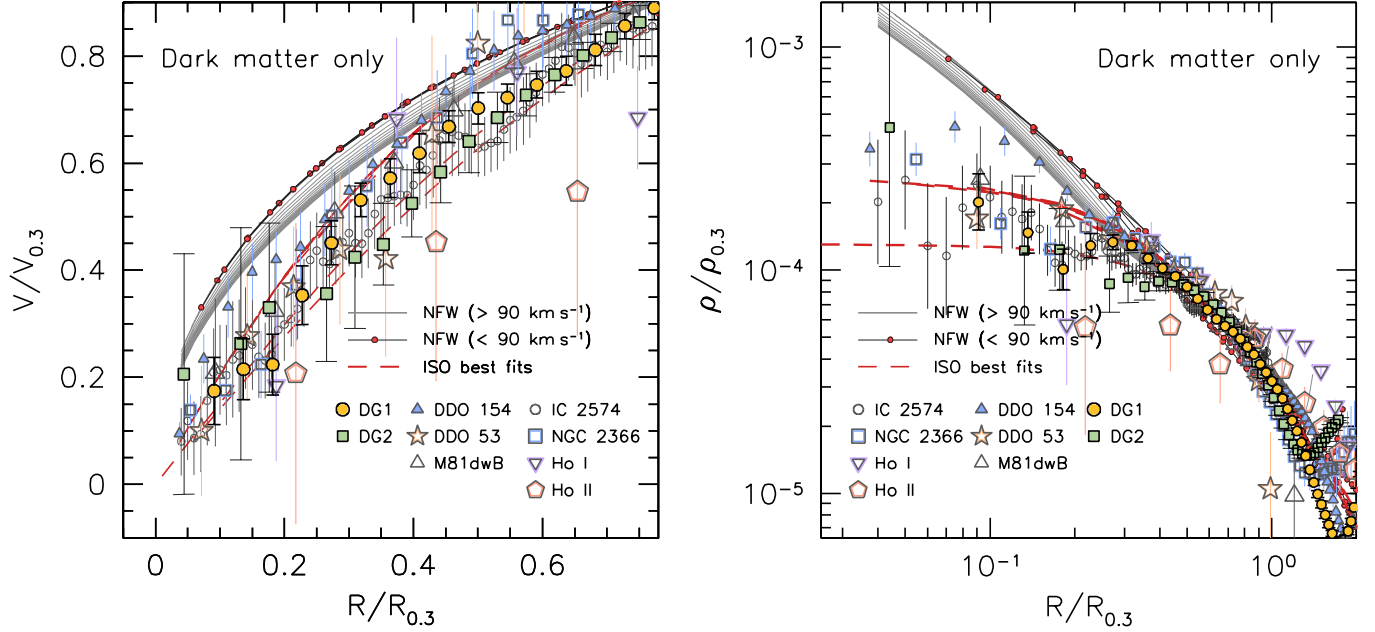 Dark matter only
V/V0.3
0.8
0.6
0.4
0.2
0
NFW (> 90 km s⁻¹)
NFW (< 90 km s⁻¹)
ISO best fits
DG1 DDO 154 IC 2574
DG2 DDO 53 NGC 2366
M81dwB Ho I
Ho II
0 0.2 0.4 0.6
R/R0.3
Dark matter only
ρ/ρ0.3
10⁻³
10⁻⁴
10⁻⁵
NFW (> 90 km s⁻¹)
NFW (< 90 km s⁻¹)
ISO best fits
IC 2574 DDO 154 DG1
NGC 2366 DDO 53 DG2
Ho I M81dwB
Ho II
10⁻¹ 10⁰
R/R0.3